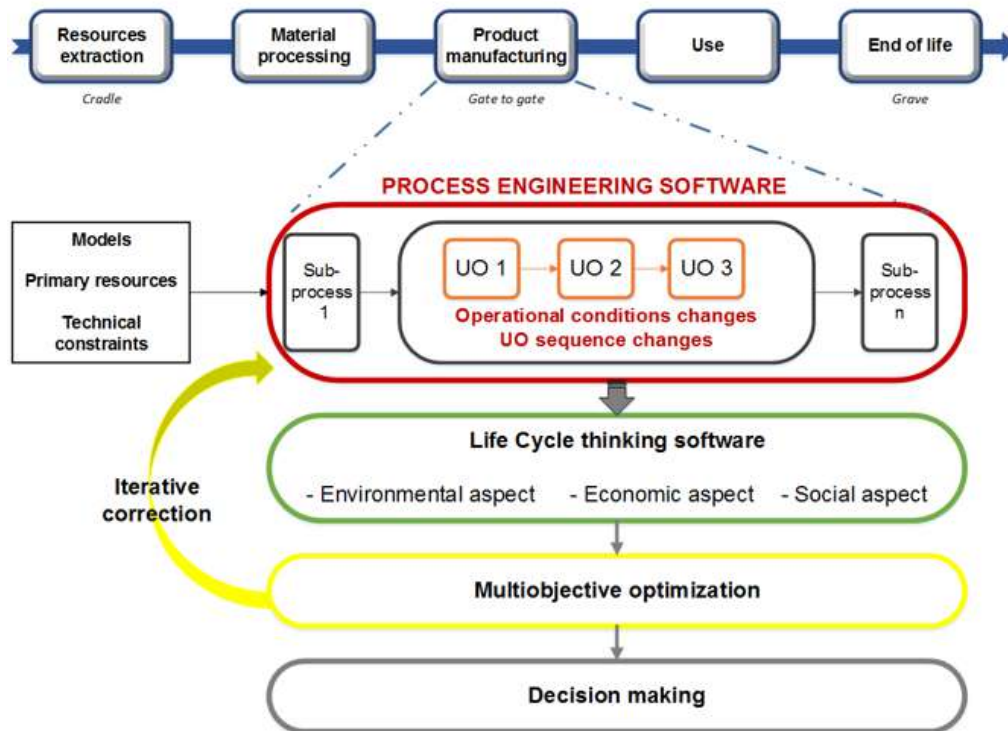 Resources
extraction
Material
processing
Product
manufacturing
Use
End of life
Cradle
Gate to gate
Grave
PROCESS ENGINEERING SOFTWARE
Models
Primary resources
Technical
constraints
Sub-
process
1
UO 1
UO 2
UO 3
Operational conditions changes
UO sequence changes
Sub-
process
n
Life Cycle thinking software
- Environmental aspect - Economic aspect - Social aspect
Iterative
correction
Multiobjective optimization
Decision making